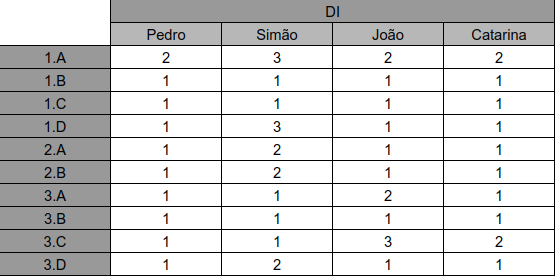 DI
Pedro Simão João Catarina
1.A 2 3 2 2
1.B 1 1 1 1
1.C 1 1 1 1
1.D 1 3 1 1
2.A 1 2 1 1
2.B 1 2 1 1
3.A 1 1 2 1
3.B 1 1 1 1
3.C 1 1 3 2
3.D 1 2 1 1